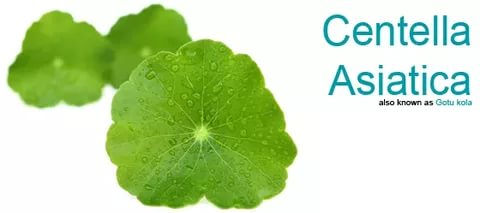 Centella
Asiatica
also known as Gotu kola